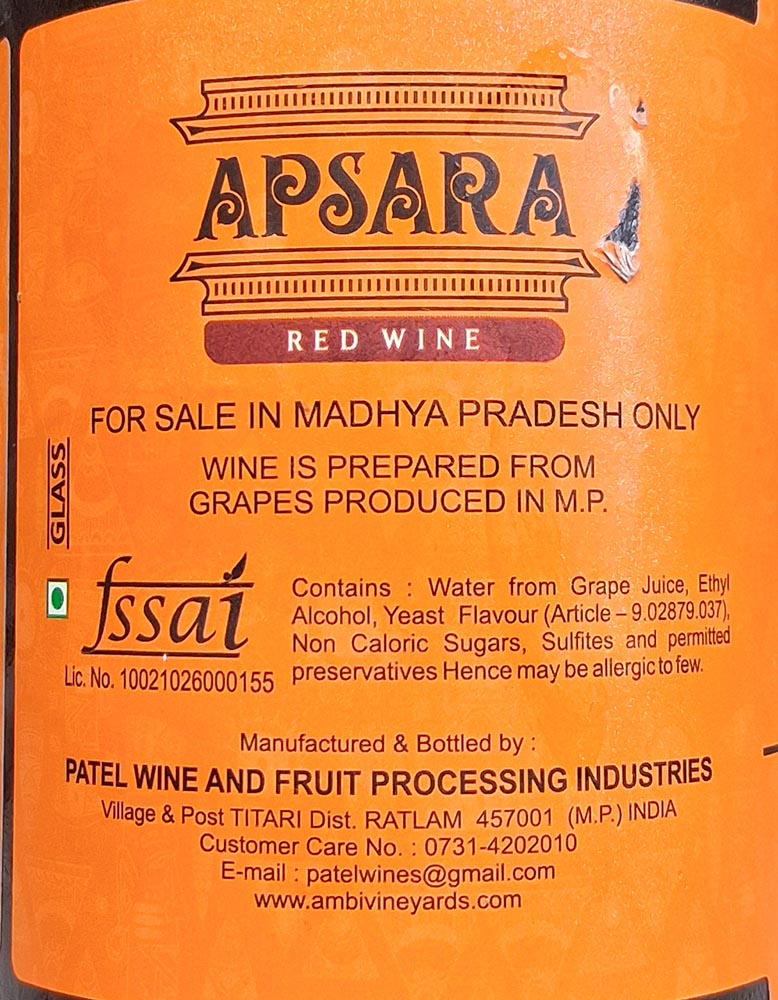 APSARA
RED WINE
FOR SALE IN MADHYA PRADESH ONLY
WINE IS PREPARED FROM
GRAPES PRODUCED IN M.P.
GLASS
fssai
Lic. No. 10021026000155
Contains : Water from Grape Juice, Ethyl
Alcohol, Yeast Flavour (Article – 9.02879.037),
Non Caloric Sugars, Sulfites and permitted
preservatives Hence may be allergic to few.
Manufactured & Bottled by :
PATEL WINE AND FRUIT PROCESSING INDUSTRIES
Village & Post TITARI Dist. RATLAM 457001 (M.P.) INDIA
Customer Care No. : 0731-4202010
E-mail : patelwines@gmail.com
www.ambivineyards.com